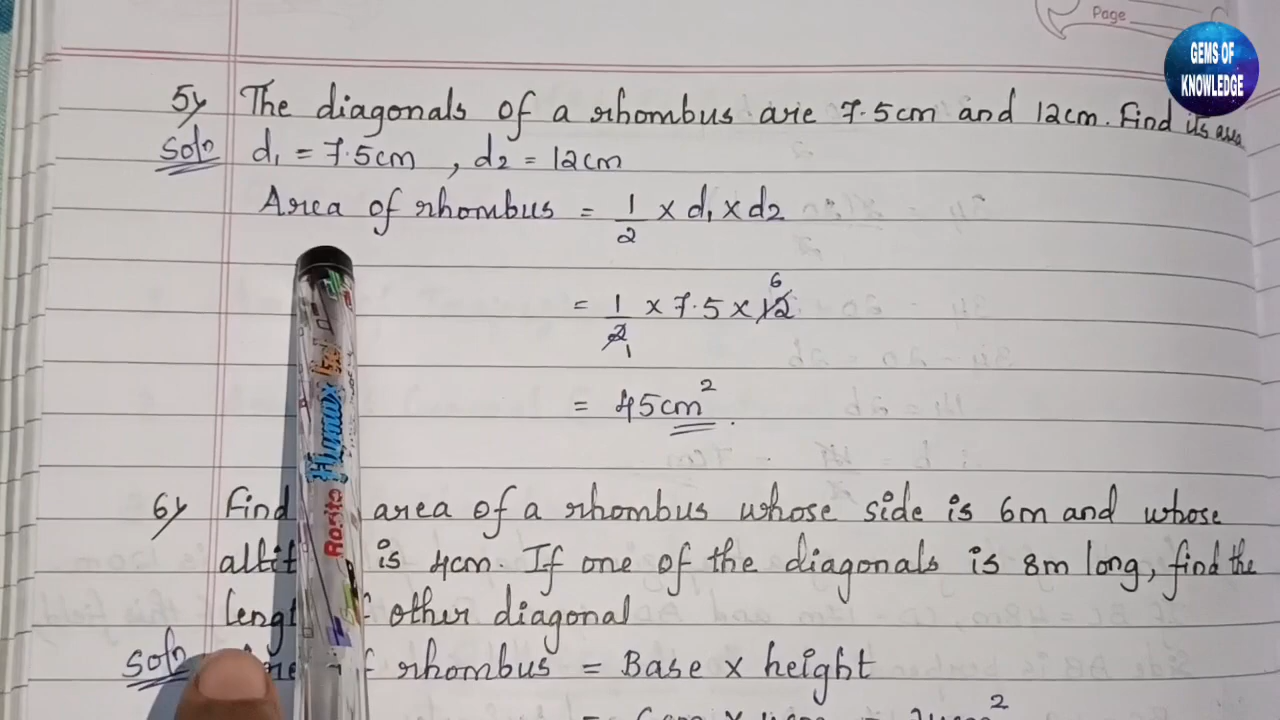 Page
GEMS OF
KNOWLEDGE
5) The diagonals of a rhombus are 7.5cm and 12cm. Find its area
Soln d1 = 7.5cm , d2 = 12cm
Area of rhombus = 1/2 x d1 x d2
= 1/2 x 7.5 x 12 6
1
= 45cm².
6) Find area of a rhombus whose side is 6m and whose
is 4cm. If one of the diagonals is 8m long, find the
other diagonal
Soln rhombus = Base x height
Rorito Flymax